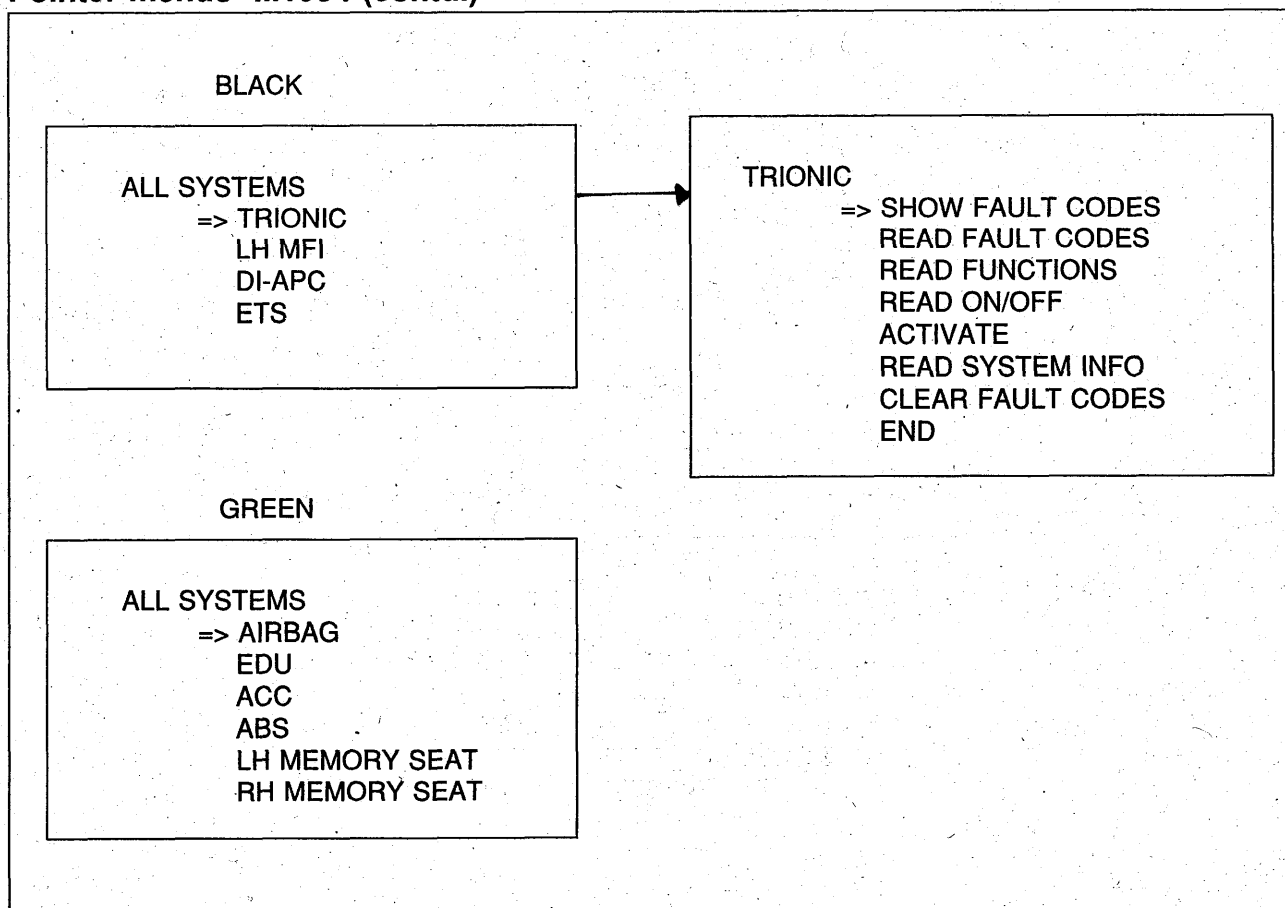 BLACK
ALL SYSTEMS
=> TRIONIC
LH MFI
DI-APC
ETS
TRIONIC
=> SHOW FAULT CODES
READ FAULT CODES
READ FUNCTIONS
READ ON/OFF
ACTIVATE
READ SYSTEM INFO
CLEAR FAULT CODES
END
GREEN
ALL SYSTEMS
=> AIRBAG
EDU
ACC
ABS
LH MEMORY SEAT
RH MEMORY SEAT